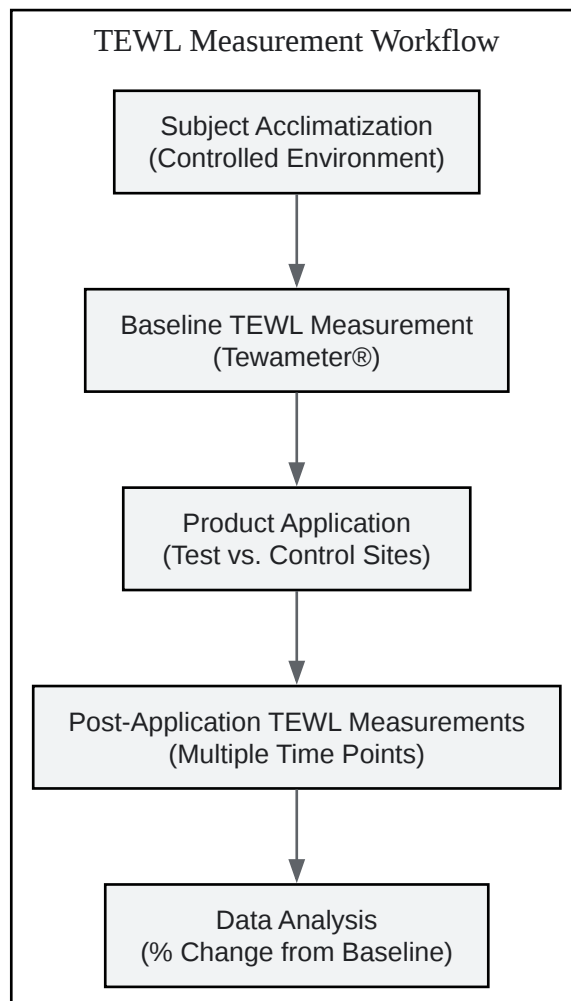 TEWL Measurement Workflow
Subject Acclimatization
(Controlled Environment)
Baseline TEWL Measurement
(Tewameter®)
Product Application
(Test vs. Control Sites)
Post-Application TEWL Measurements
(Multiple Time Points)
Data Analysis
(% Change from Baseline)